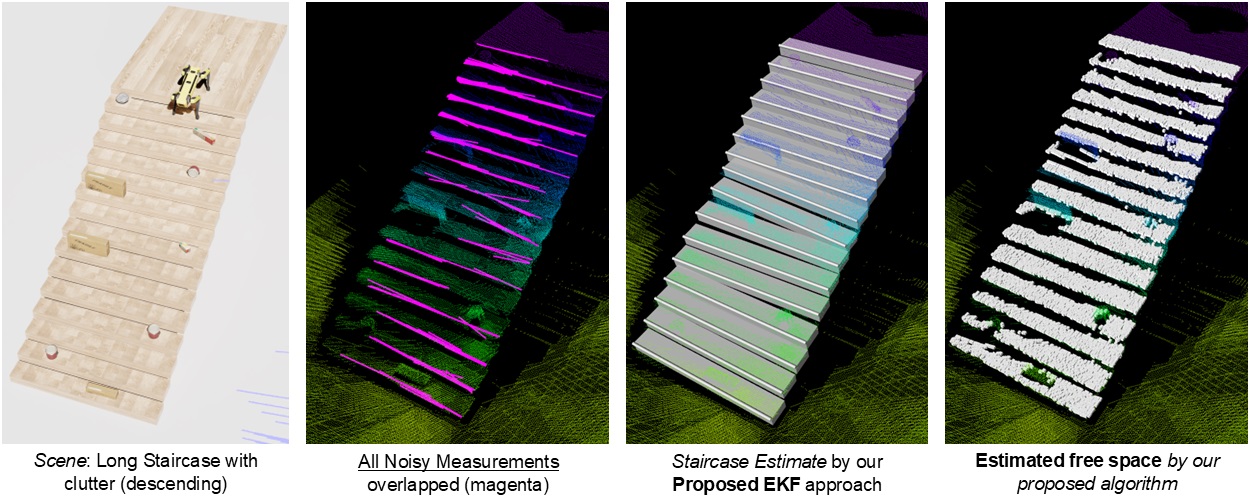 Scene: Long Staircase with
clutter (descending)
All Noisy Measurements
overlapped (magenta)
Staircase Estimate by our
Proposed EKF approach
Estimated free space by our
proposed algorithm